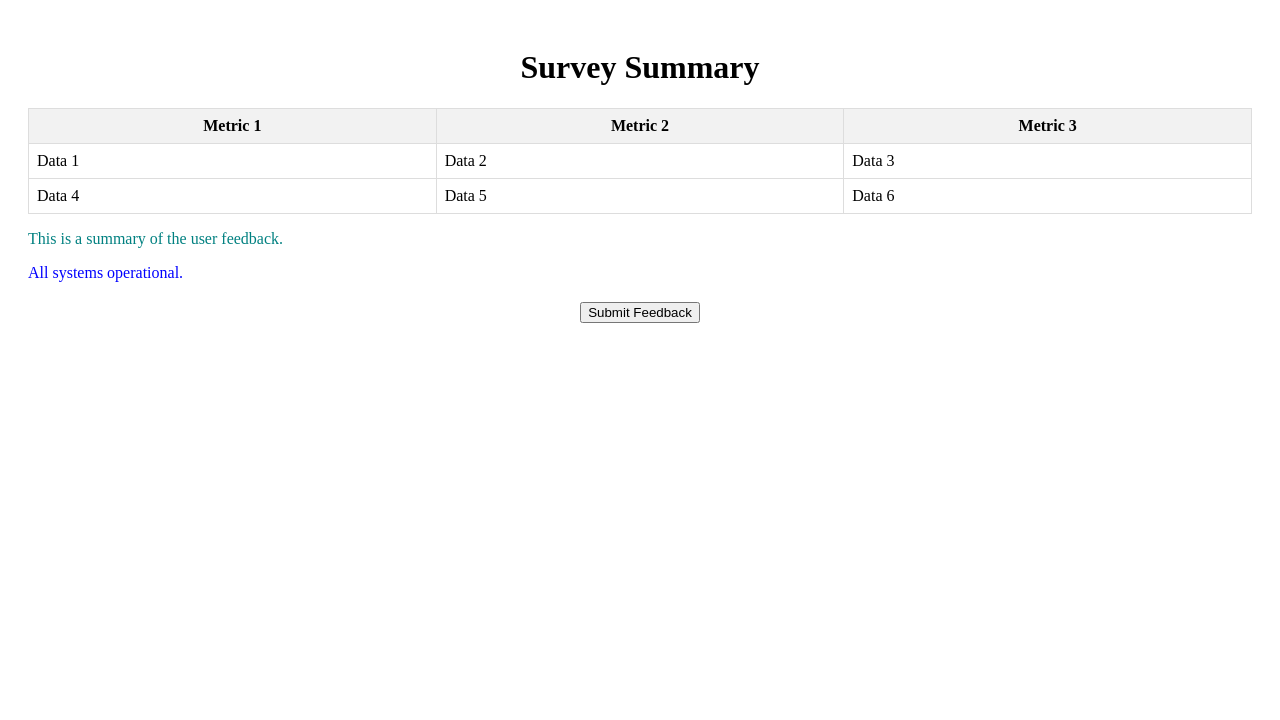 Survey Summary
Metric 1 Metric 2 Metric 3
Data 1 Data 2 Data 3
Data 4 Data 5 Data 6
This is a summary of the user feedback.
All systems operational.
Submit Feedback